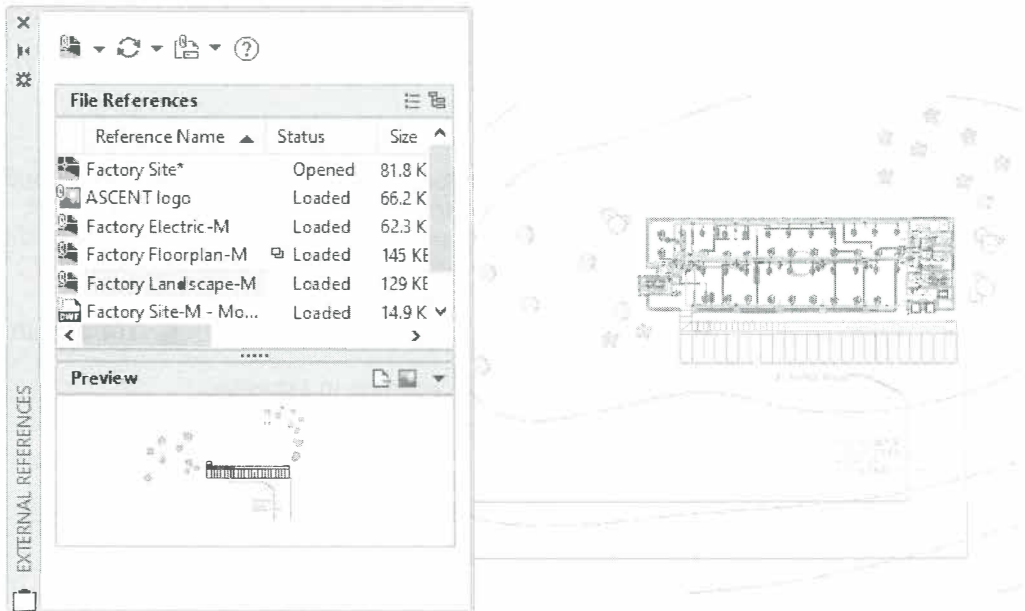 File References
Reference Name Status Size
Factory Site* Opened 81.8 K
ASCENT logo Loaded 66.2 K
Factory Electric-M Loaded 62.3 K
Factory Floorplan-M Loaded 145 KE
Factory Landscape-M Loaded 129 KE
DWF Factory Site-M - Mo... Loaded 14.9 K
Preview
EXTERNAL REFERENCES